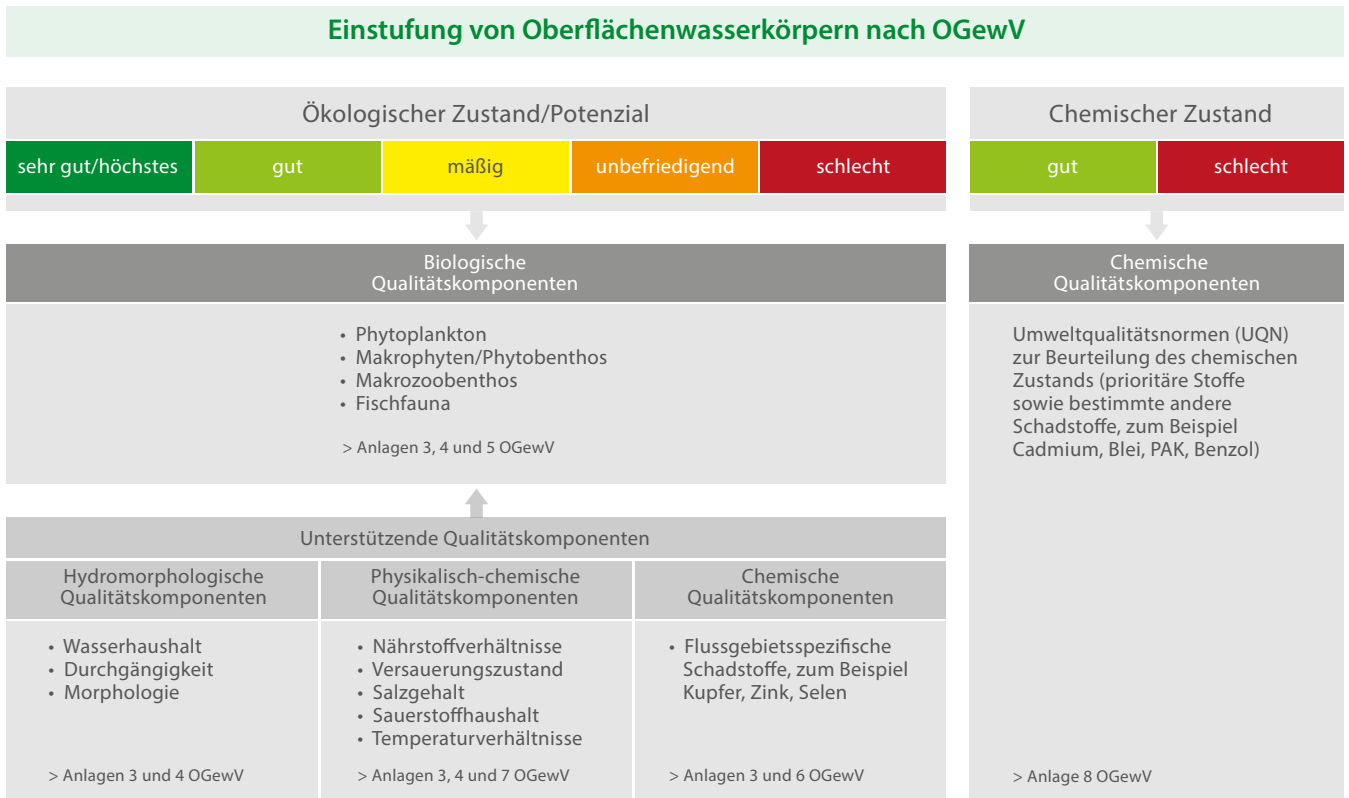 Einstufung von Oberflächenwasserkörpern nach OGewV
Ökologischer Zustand/Potenzial
sehr gut/höchstes
gut
mäßig
unbefriedigend
schlecht
Biologische
Qualitätskomponenten
• Phytoplankton
• Makrophyten/Phytobenthos
• Makrozoobenthos
• Fischfauna
> Anlagen 3, 4 und 5 OGewV
Unterstützende Qualitätskomponenten
Hydromorphologische
Qualitätskomponenten
• Wasserhaushalt
• Durchgängigkeit
• Morphologie
> Anlagen 3 und 4 OGewV
Physikalisch-chemische
Qualitätskomponenten
• Nährstoffverhältnisse
• Versauerungszustand
• Salzgehalt
• Sauerstoffhaushalt
• Temperaturverhältnisse
> Anlagen 3, 4 und 7 OGewV
Chemische
Qualitätskomponenten
• Flussgebietsspezifische
Schadstoffe, zum Beispiel
Kupfer, Zink, Selen
> Anlagen 3 und 6 OGewV
Chemischer Zustand
gut
schlecht
Chemische
Qualitätskomponenten
Umweltqualitätsnormen (UQN)
zur Beurteilung des chemischen
Zustands (prioritäre Stoffe
sowie bestimmte andere
Schadstoffe, zum Beispiel
Cadmium, Blei, PAK, Benzol)
> Anlage 8 OGewV